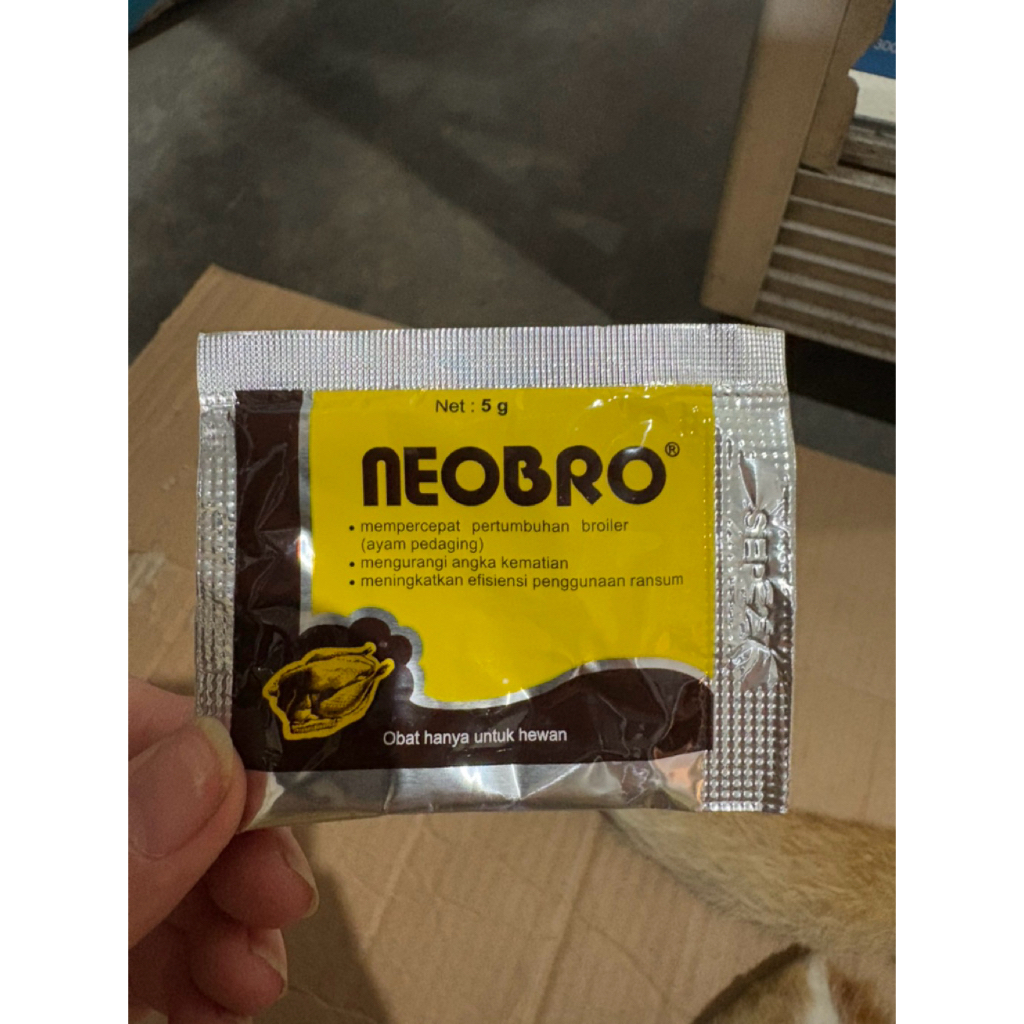 300
Net : 5 g
NEOBRO®
• mempercepat pertumbuhan broiler
(ayam pedaging)
• mengurangi angka kematian
• meningkatkan efisiensi penggunaan ransum
Obat hanya untuk hewan